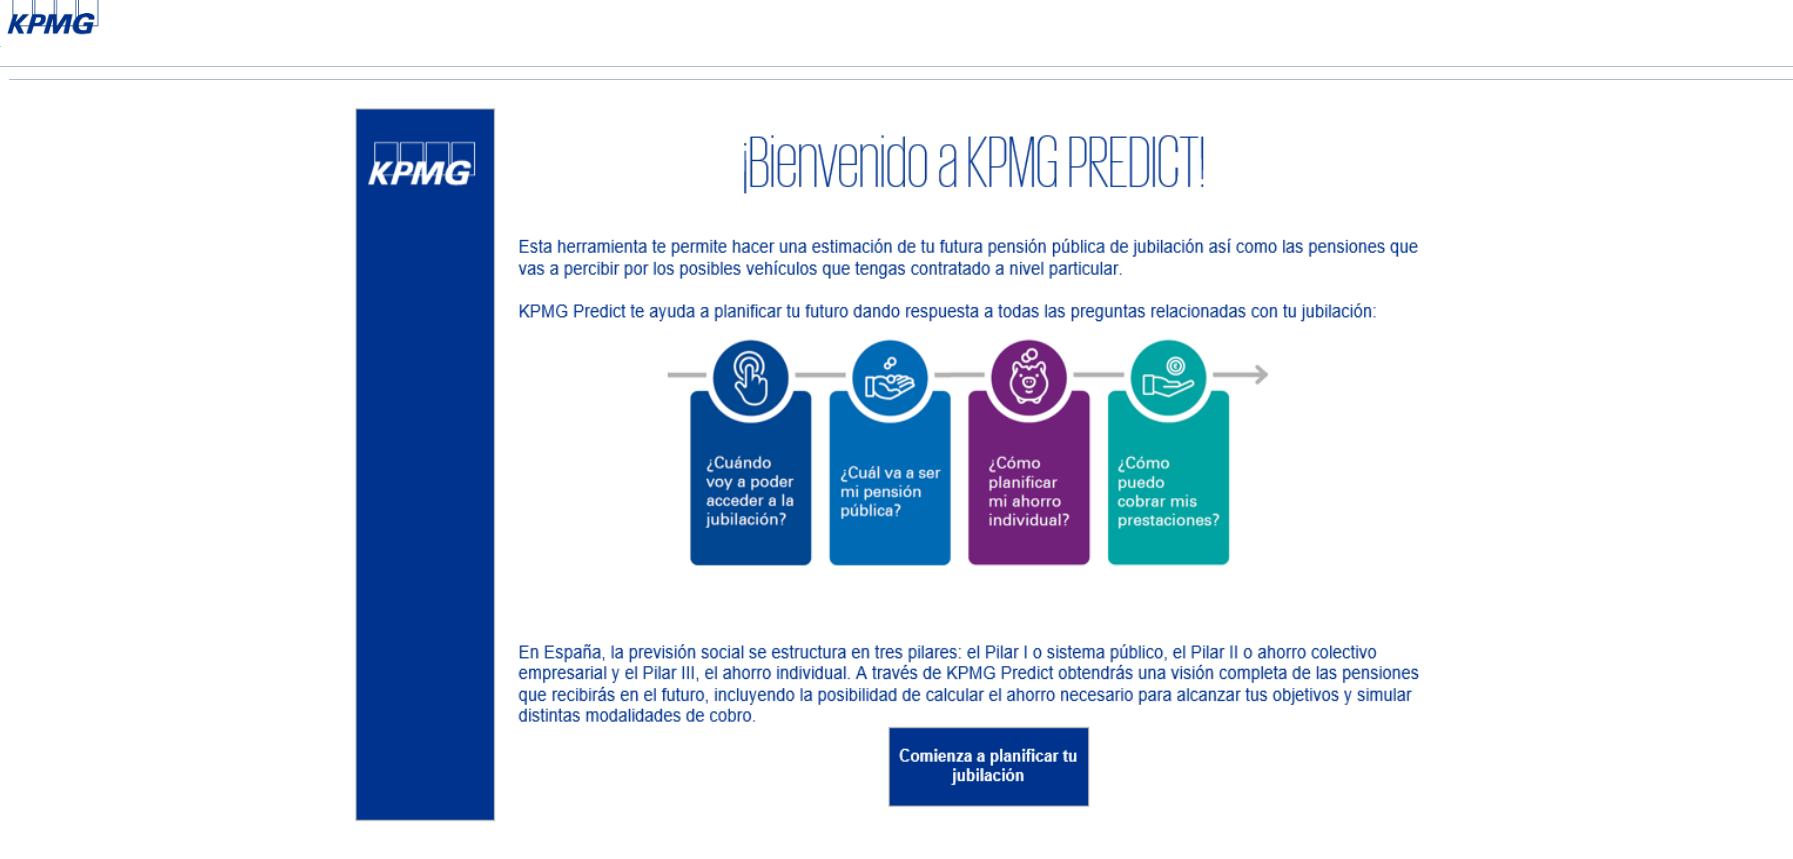 KPMG
KPMG
¡Bienvenido a KPMG PREDICT!
Esta herramienta te permite hacer una estimación de tu futura pensión pública de jubilación así como las pensiones que
vas a percibir por los posibles vehículos que tengas contratado a nivel particular.
KPMG Predict te ayuda a planificar tu futuro dando respuesta a todas las preguntas relacionadas con tu jubilación:
¿Cuándo
voy a poder
acceder a la
jubilación?
¿Cuál va a ser
mi pensión
pública?
¿Cómo
planificar
mi ahorro
individual?
¿Cómo
puedo
cobrar mis
prestaciones?
En España, la previsión social se estructura en tres pilares: el Pilar I o sistema público, el Pilar II o ahorro colectivo
empresarial y el Pilar III, el ahorro individual. A través de KPMG Predict obtendrás una visión completa de las pensiones
que recibirás en el futuro, incluyendo la posibilidad de calcular el ahorro necesario para alcanzar tus objetivos y simular
distintas modalidades de cobro.
Comienza a planificar tu
jubilación